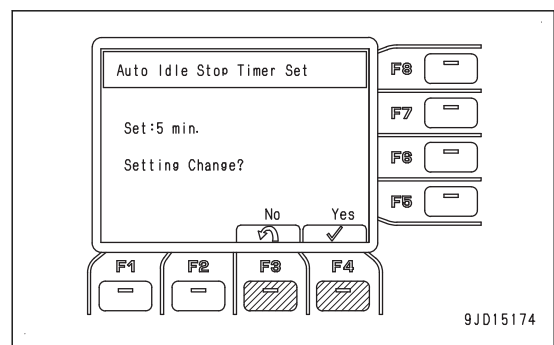 Auto Idle Stop Timer Set
F8
Set:5 min.
F7
Setting Change?
F6
F5
No Yes
F1 F2 F3 F4
9JD15174